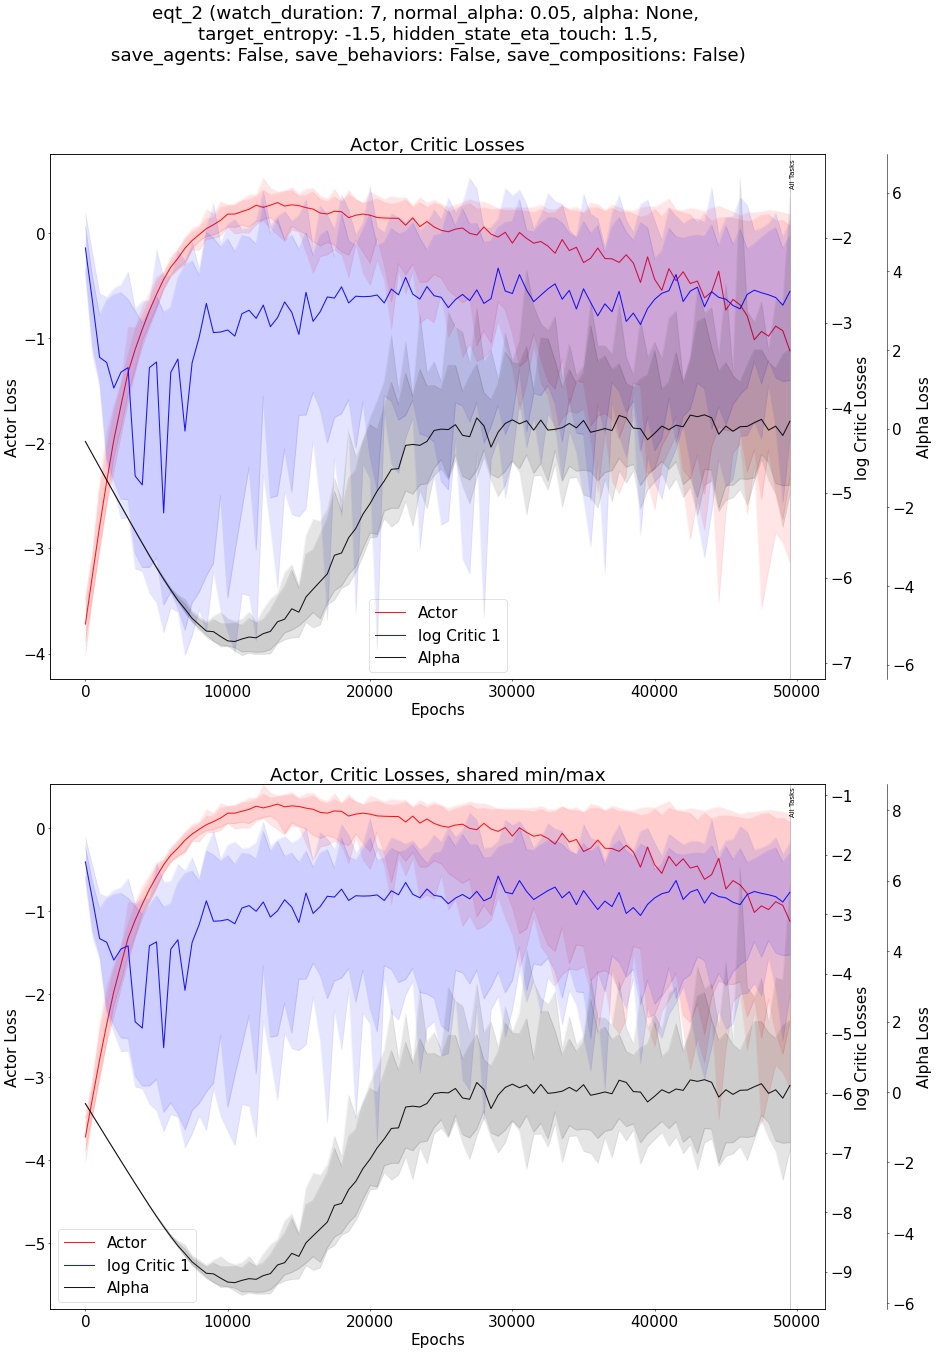 eqt_2 (watch_duration: 7, normal_alpha: 0.05, alpha: None,
target_entropy: -1.5, hidden_state_eta_touch: 1.5,
save_agents: False, save_behaviors: False, save_compositions: False)
Actor, Critic Losses
All Tasks
0
−1
−2
−3
−4
Actor Loss
−2
−3
−4
−5
−6
−7
log Critic Losses
6
4
2
0
−2
−4
−6
Alpha Loss
Actor
log Critic 1
Alpha
0
10000
20000
30000
40000
50000
Epochs
Actor, Critic Losses, shared min/max
All Tasks
0
−1
−2
−3
−4
−5
Actor Loss
−1
−2
−3
−4
−5
−6
−7
−8
−9
log Critic Losses
8
6
4
2
0
−2
−4
−6
Alpha Loss
Actor
log Critic 1
Alpha
0
10000
20000
30000
40000
50000
Epochs